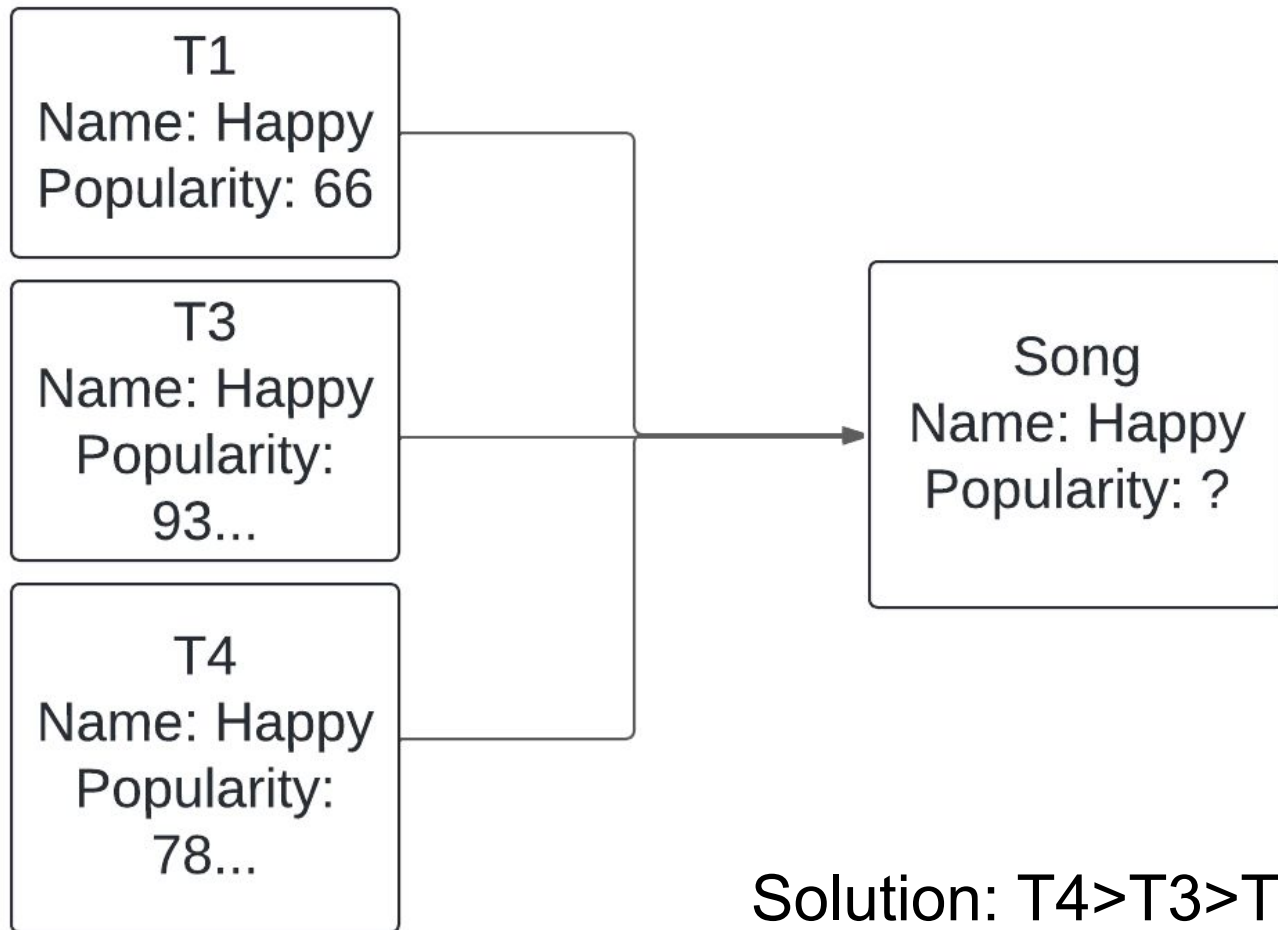 T1
Name: Happy
Popularity: 66
T3
Name: Happy
Popularity:
93...
T4
Name: Happy
Popularity:
78...
Song
Name: Happy
Popularity: ?
Solution: T4>T3>T